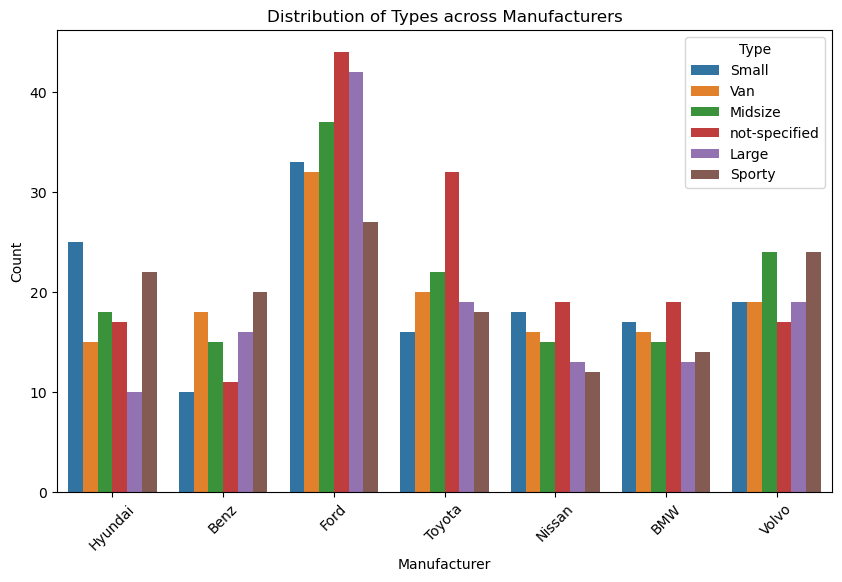 Distribution of Types across Manufacturers
Type
Small
Van
Midsize
not-specified
Large
Sporty
Count
40
30
20
10
0
Hyundai
Benz
Ford
Toyota
Nissan
BMW
Volvo
Manufacturer